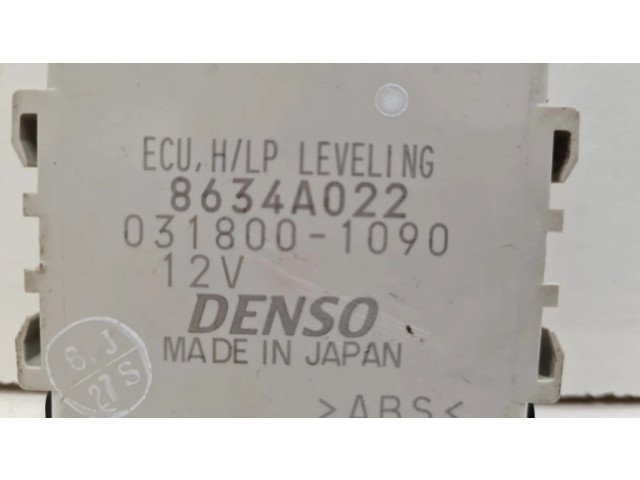 ECU, H/LP LEVELING
8634A022
031800-1090
12V
DENSO
MADE IN JAPAN
6.J
27S
>ABS<